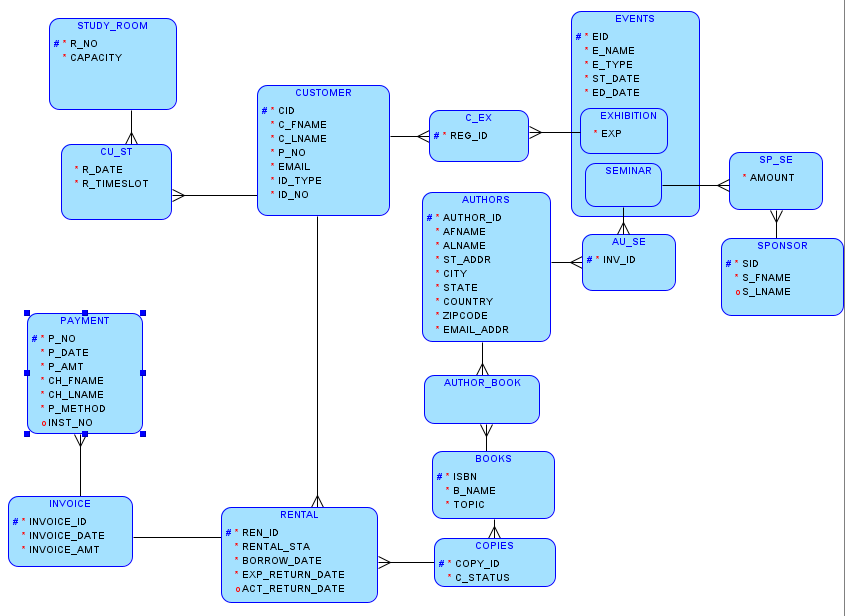 STUDY_ROOM
# * R_NO
* CAPACITY
CU_ST
* R_DATE
* R_TIMESLOT
CUSTOMER
# * CID
* C_FNAME
* C_LNAME
* P_NO
* EMAIL
* ID_TYPE
* ID_NO
C_EX
# * REG_ID
EVENTS
# * EID
* E_NAME
* E_TYPE
* ST_DATE
* ED_DATE
EXHIBITION
* EXP
SEMINAR
SP_SE
* AMOUNT
SPONSOR
# * SID
* S_FNAME
o S_LNAME
AU_SE
# * INV_ID
AUTHORS
# * AUTHOR_ID
* AFNAME
* ALNAME
* ST_ADDR
* CITY
* STATE
* COUNTRY
* ZIPCODE
* EMAIL_ADDR
AUTHOR_BOOK
BOOKS
# * ISBN
* B_NAME
* TOPIC
COPIES
# * COPY_ID
* C_STATUS
PAYMENT
# * P_NO
* P_DATE
* P_AMT
* CH_FNAME
* CH_LNAME
* P_METHOD
o INST_NO
INVOICE
# * INVOICE_ID
* INVOICE_DATE
* INVOICE_AMT
RENTAL
# * REN_ID
* RENTAL_STA
* BORROW_DATE
* EXP_RETURN_DATE
o ACT_RETURN_DATE